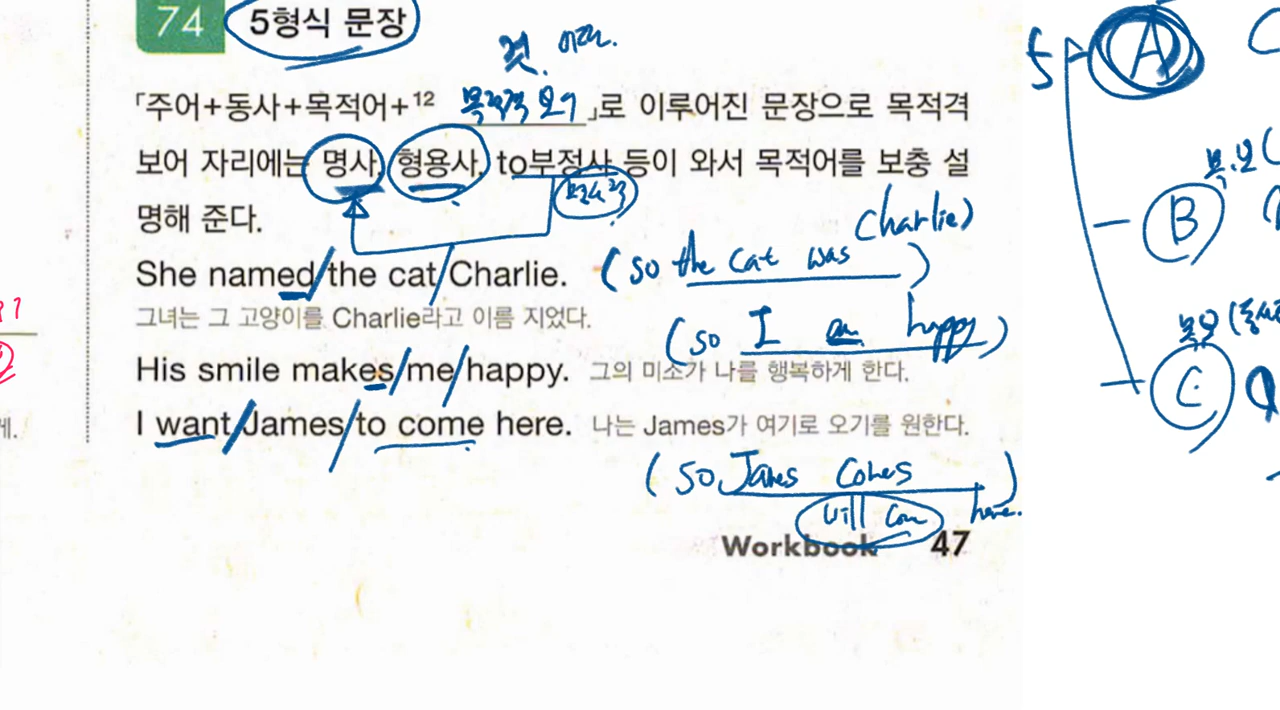 74 5형식 문장
「주어+동사+목적어+12 목적격 보어 」로 이루어진 문장으로 목적격
보어 자리에는 명사, 형용사, to부정사 등이 와서 목적어를 보충 설
명해 준다.
She named/the cat/Charlie. (so the cat was Charlie)
그녀는 그 고양이를 Charlie라고 이름 지었다.
(so I am happy)
His smile makes/me/happy. 그의 미소가 나를 행복하게 한다.
I want/James/to come here. 나는 James가 여기로 오기를 원한다.
(so James comes here.)
will come
Workbook 47
게.
5
A
목.보(
B
목.보
C